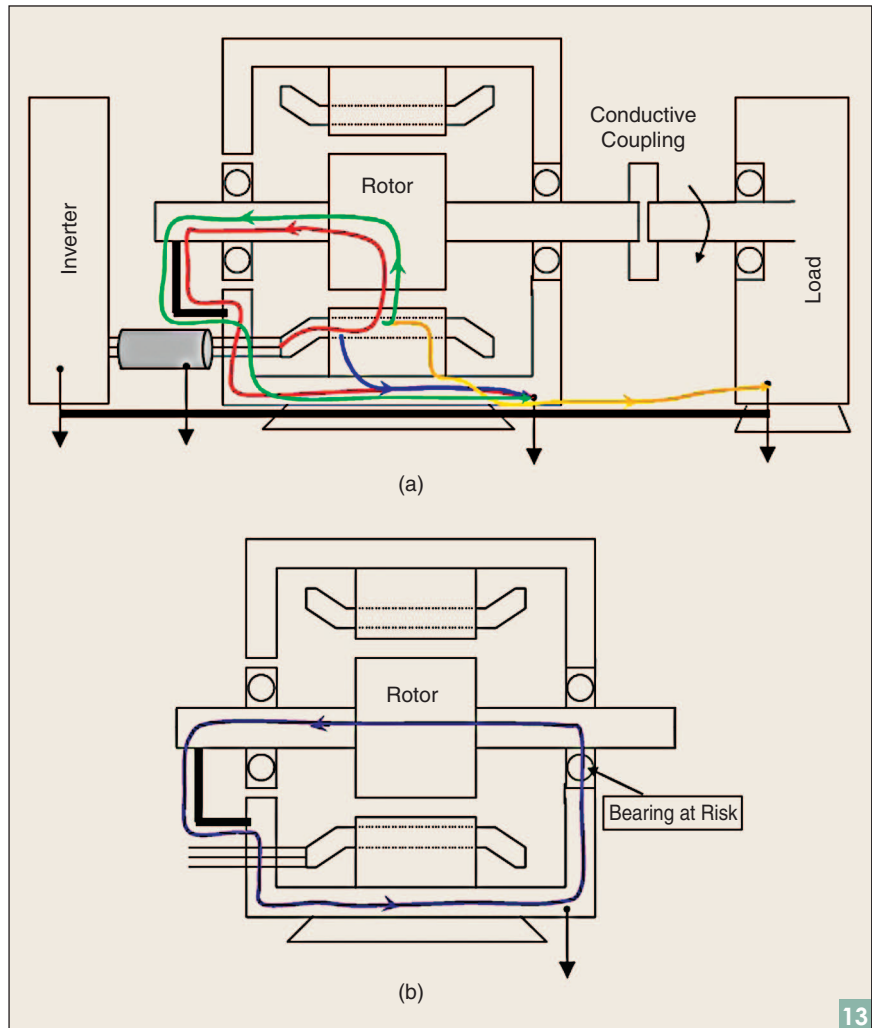 Conductive
Coupling
Rotor
Inverter
Load
(a)
Rotor
Bearing at Risk
(b)
13